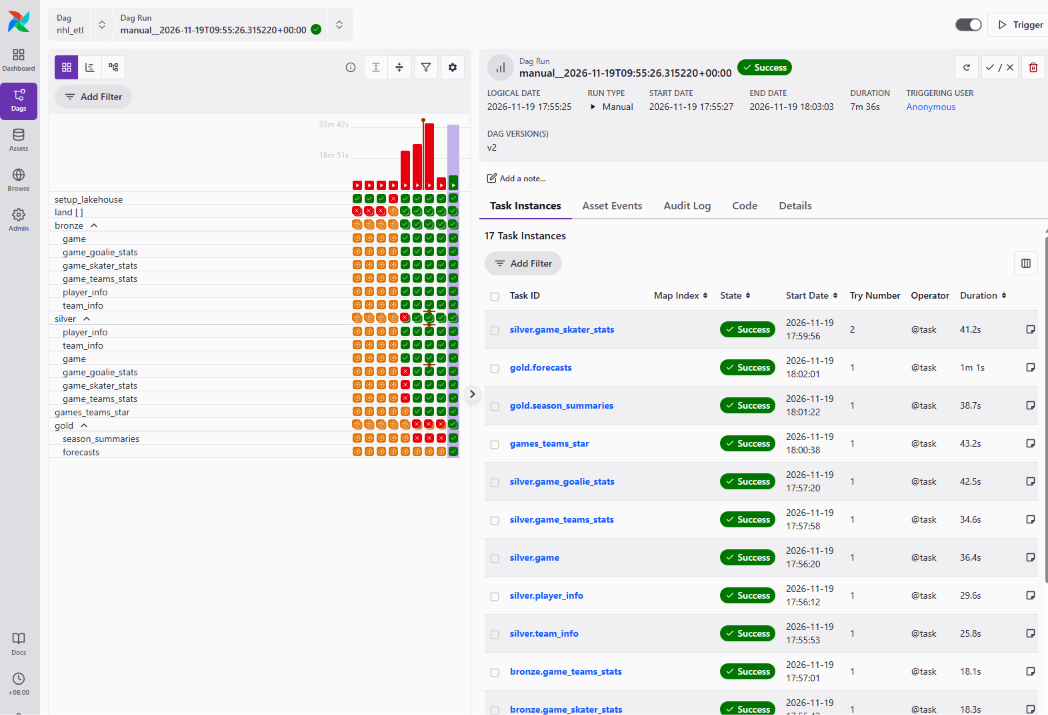 Dag
nhl_etl
Dag Run
manual__2026-11-19T09:55:26.315220+00:00
Trigger
Dashboard
Dags
Assets
Browse
Admin
Docs
+08:00
Add Filter
33m 42s
16m 51s
setup_lakehouse
land [ ]
bronze
game
game_goalie_stats
game_skater_stats
game_teams_stats
player_info
team_info
silver
player_info
team_info
game
game_goalie_stats
game_skater_stats
game_teams_stats
games_teams_star
gold
season_summaries
forecasts
Dag Run
manual__2026-11-19T09:55:26.315220+00:00 Success
/
LOGICAL DATE RUN TYPE START DATE END DATE DURATION TRIGGERING USER
2026-11-19 17:55:25 Manual 2026-11-19 17:55:27 2026-11-19 18:03:03 7m 36s Anonymous
DAG VERSION(S)
v2
Add a note...
Task Instances Asset Events Audit Log Code Details
17 Task Instances
Add Filter
Task ID Map Index State Start Date Try Number Operator Duration
silver.game_skater_stats Success 2026-11-19 17:59:56 2 @task 41.2s
gold.forecasts Success 2026-11-19 18:02:01 1 @task 1m 1s
gold.season_summaries Success 2026-11-19 18:01:22 1 @task 38.7s
games_teams_star Success 2026-11-19 18:00:38 1 @task 43.2s
silver.game_goalie_stats Success 2026-11-19 17:57:20 1 @task 42.5s
silver.game_teams_stats Success 2026-11-19 17:57:58 1 @task 34.6s
silver.game Success 2026-11-19 17:56:20 1 @task 36.4s
silver.player_info Success 2026-11-19 17:56:12 1 @task 29.6s
silver.team_info Success 2026-11-19 17:55:53 1 @task 25.8s
bronze.game_teams_stats Success 2026-11-19 17:57:01 1 @task 18.1s
bronze.game_skater_stats Success 2026-11-19 1 @task 18.3s